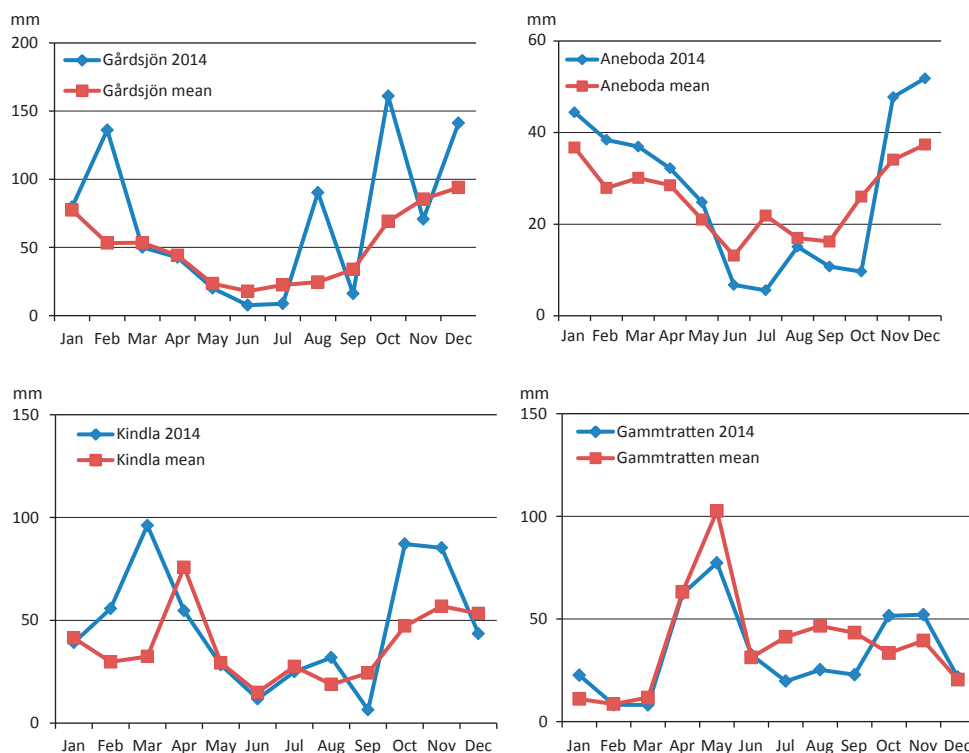 mm
200
150
100
50
0
Gårdsjön 2014
Gårdsjön mean
Jan Feb Mar Apr May Jun Jul Aug Sep Oct Nov Dec
mm
60
40
20
0
Aneboda 2014
Aneboda mean
Jan Feb Mar Apr May Jun Jul Aug Sep Oct Nov Dec
mm
150
100
50
0
Kindla 2014
Kindla mean
Jan Feb Mar Apr May Jun Jul Aug Sep Oct Nov Dec
mm
150
100
50
0
Gammtratten 2014
Gammtratten mean
Jan Feb Mar Apr May Jun Jul Aug Sep Oct Nov Dec